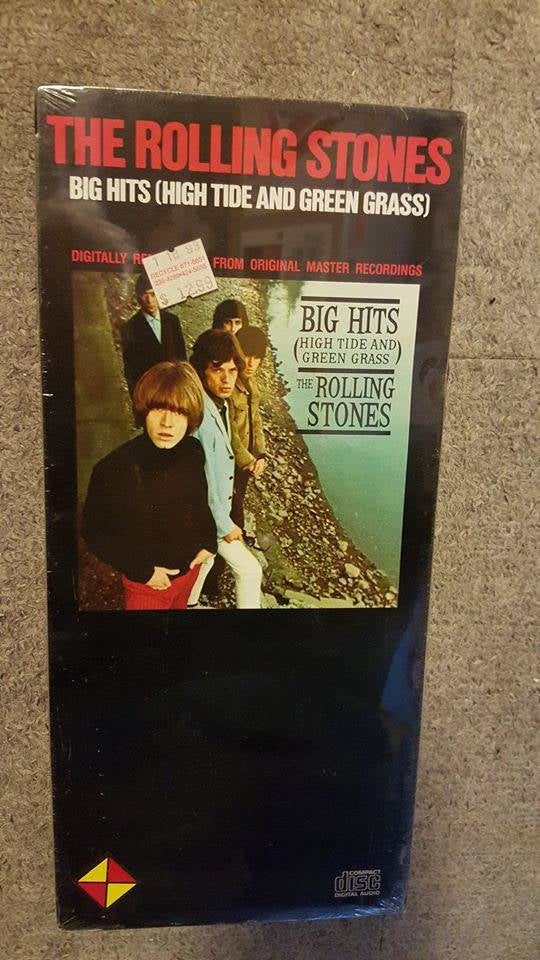 THE ROLLING STONES
BIG HITS (HIGH TIDE AND GREEN GRASS)
DIGITALLY FROM ORIGINAL MASTER RECORDINGS
$ 12.99
BIG HITS
(HIGH TIDE AND
GREEN GRASS)
THE ROLLING
STONES
COMPACT
disc
DIGITAL AUDIO